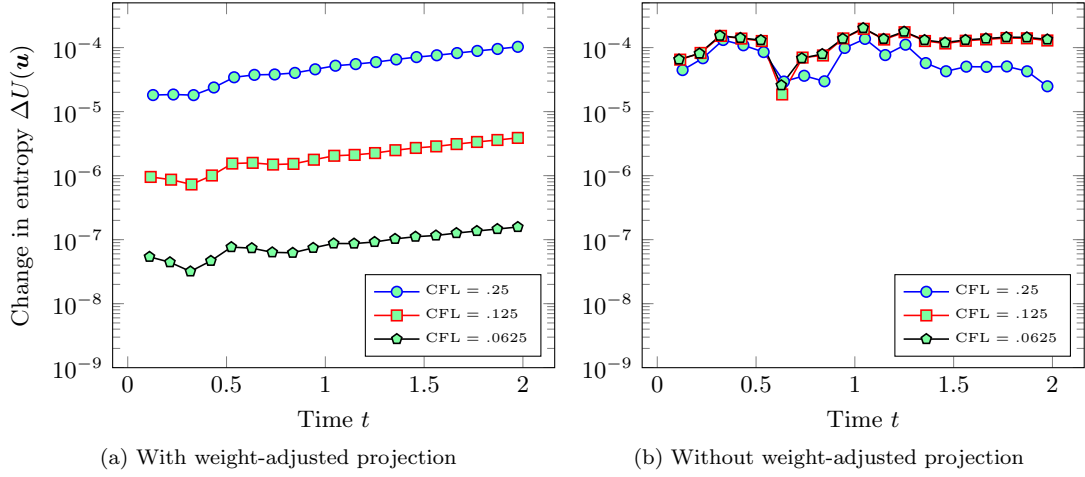 Change in entropy ΔU(u)
10⁻⁴
10⁻⁵
10⁻⁶
10⁻⁷
10⁻⁸
10⁻⁹
0 0.5 1 1.5 2
Time t
CFL = .25
CFL = .125
CFL = .0625
(a) With weight-adjusted projection
10⁻⁴
10⁻⁵
10⁻⁶
10⁻⁷
10⁻⁸
10⁻⁹
0 0.5 1 1.5 2
Time t
CFL = .25
CFL = .125
CFL = .0625
(b) Without weight-adjusted projection